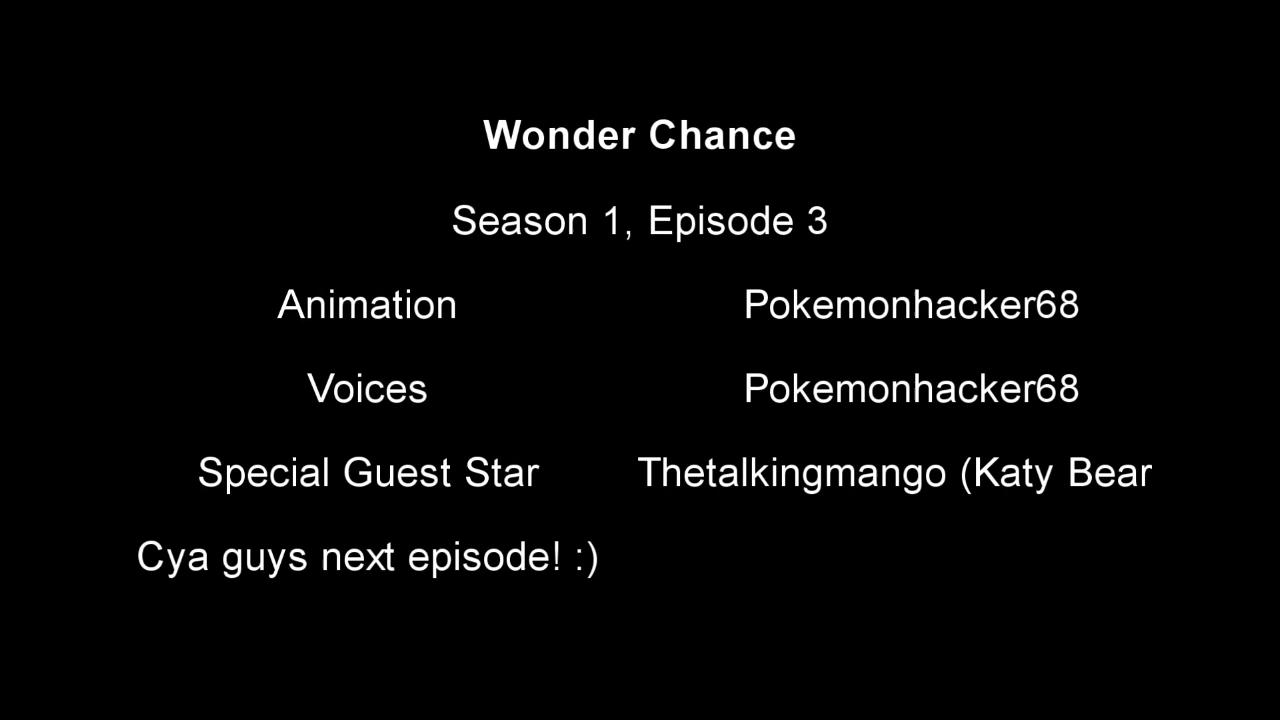 Wonder Chance
Season 1, Episode 3
Animation Pokemonhacker68
Voices Pokemonhacker68
Special Guest Star Thetalkingmango (Katy Bear
Cya guys next episode! :)